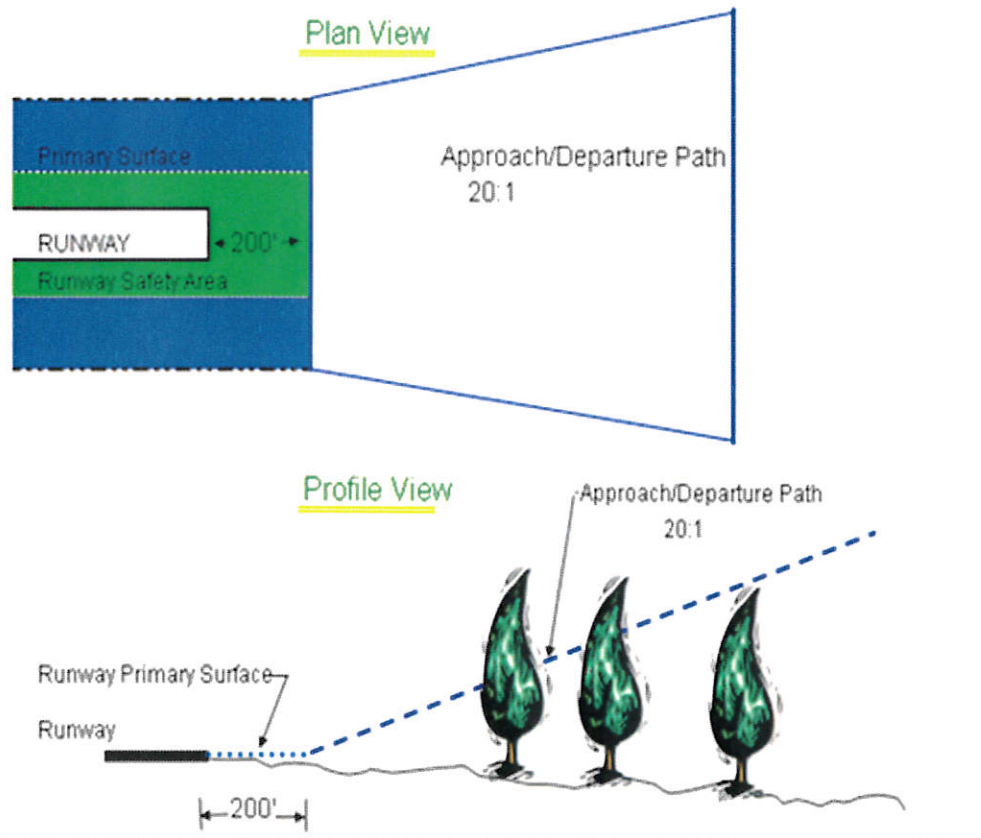 Plan View
Primary Surface
Approach/Departure Path
20:1
RUNWAY
200'
Runway Safety Area
Profile View
Approach/Departure Path
20:1
Runway Primary Surface
Runway
200'